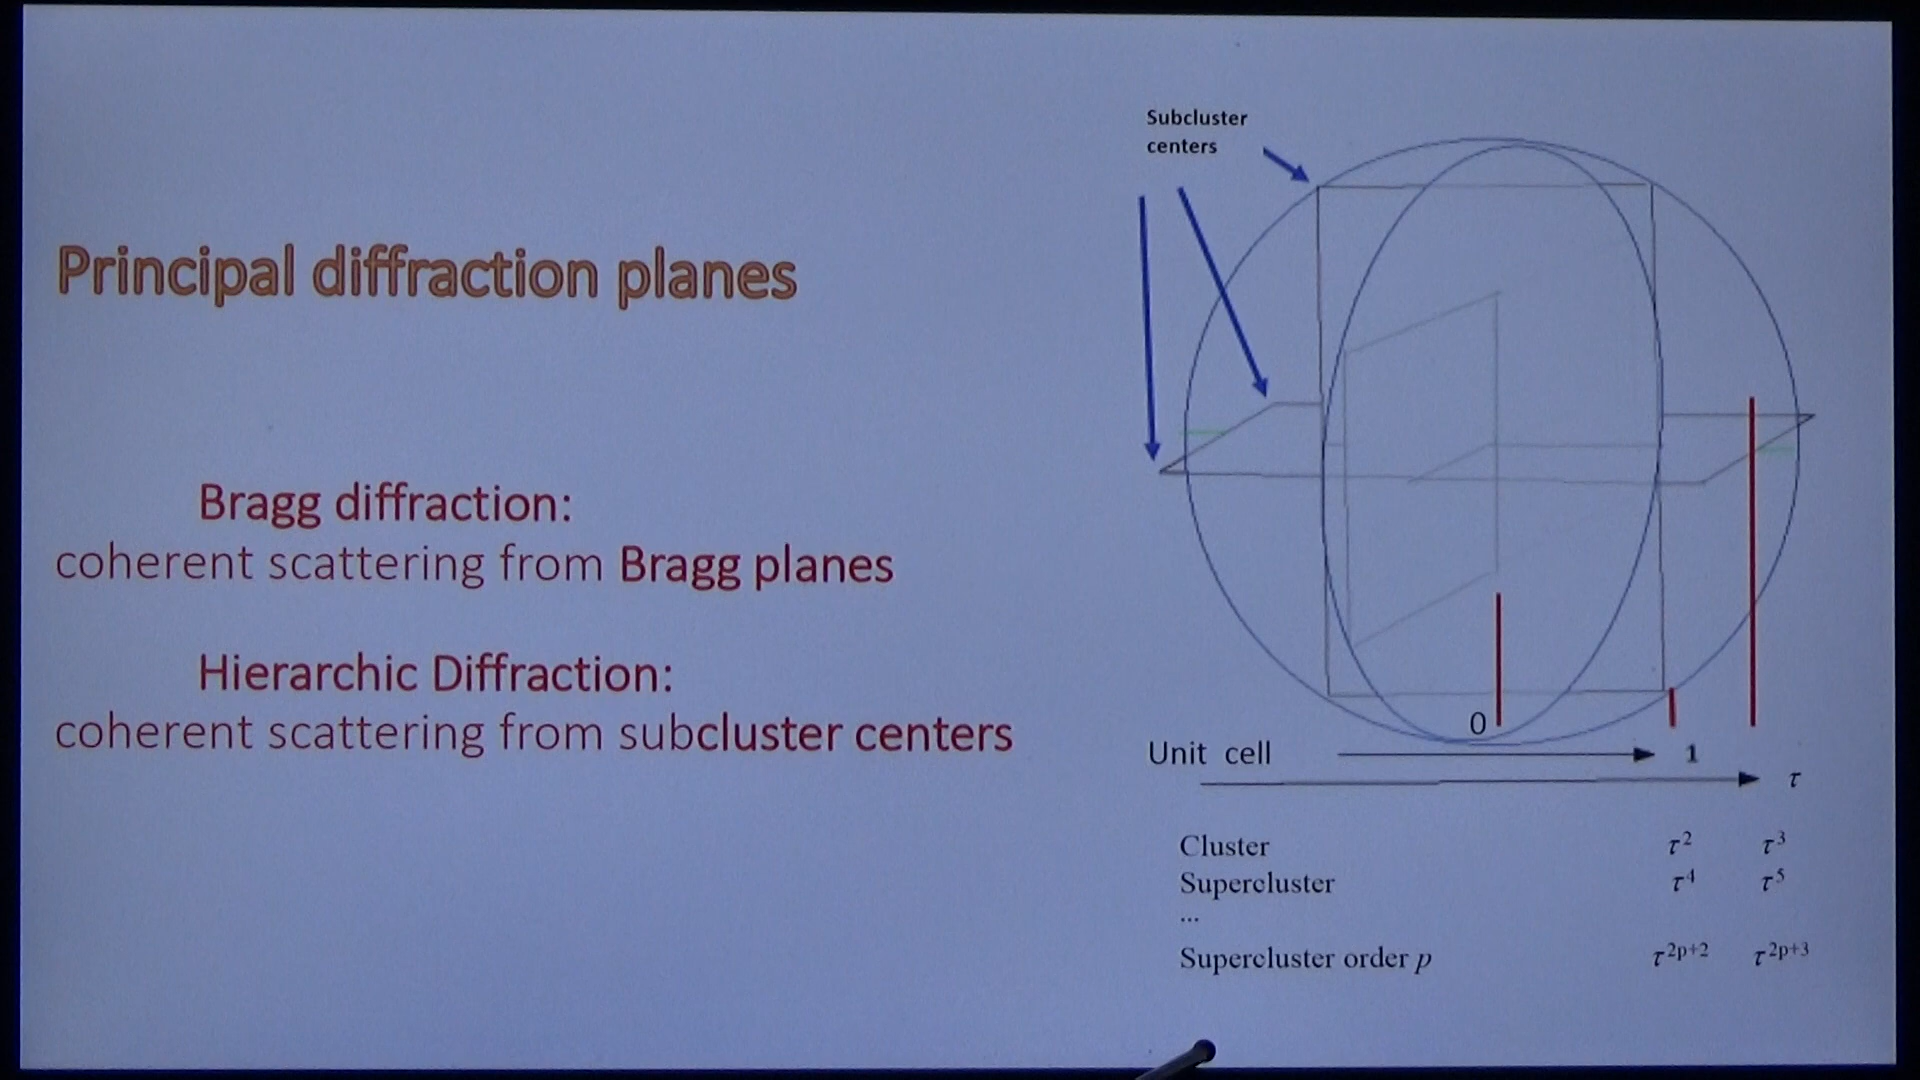 Principal diffraction planes
Bragg diffraction:
coherent scattering from Bragg planes
Hierarchic Diffraction:
coherent scattering from subcluster centers
Subcluster
centers
0
Unit cell 1
τ
Cluster τ² τ³
Supercluster τ⁴ τ⁵
...
Supercluster order p τ²ᵖ⁺² τ²ᵖ⁺³